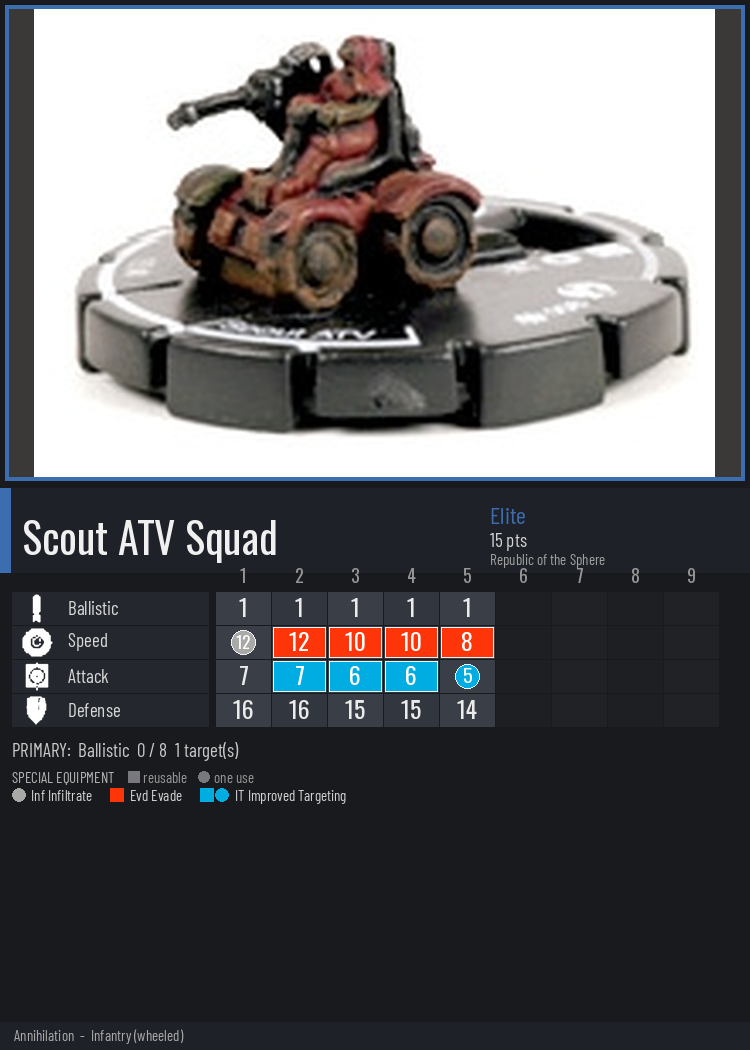 Scout ATV
Scout ATV Squad
Elite
15 pts
Republic of the Sphere
1 2 3 4 5 6 7 8 9
Ballistic 1 1 1 1 1
Speed 12 12 10 10 8
Attack 7 7 6 6 5
Defense 16 16 15 15 14
PRIMARY: Ballistic 0 / 8 1 target(s)
SPECIAL EQUIPMENT reusable one use
Inf Infiltrate Evd Evade IT Improved Targeting
Annihilation - Infantry (wheeled)